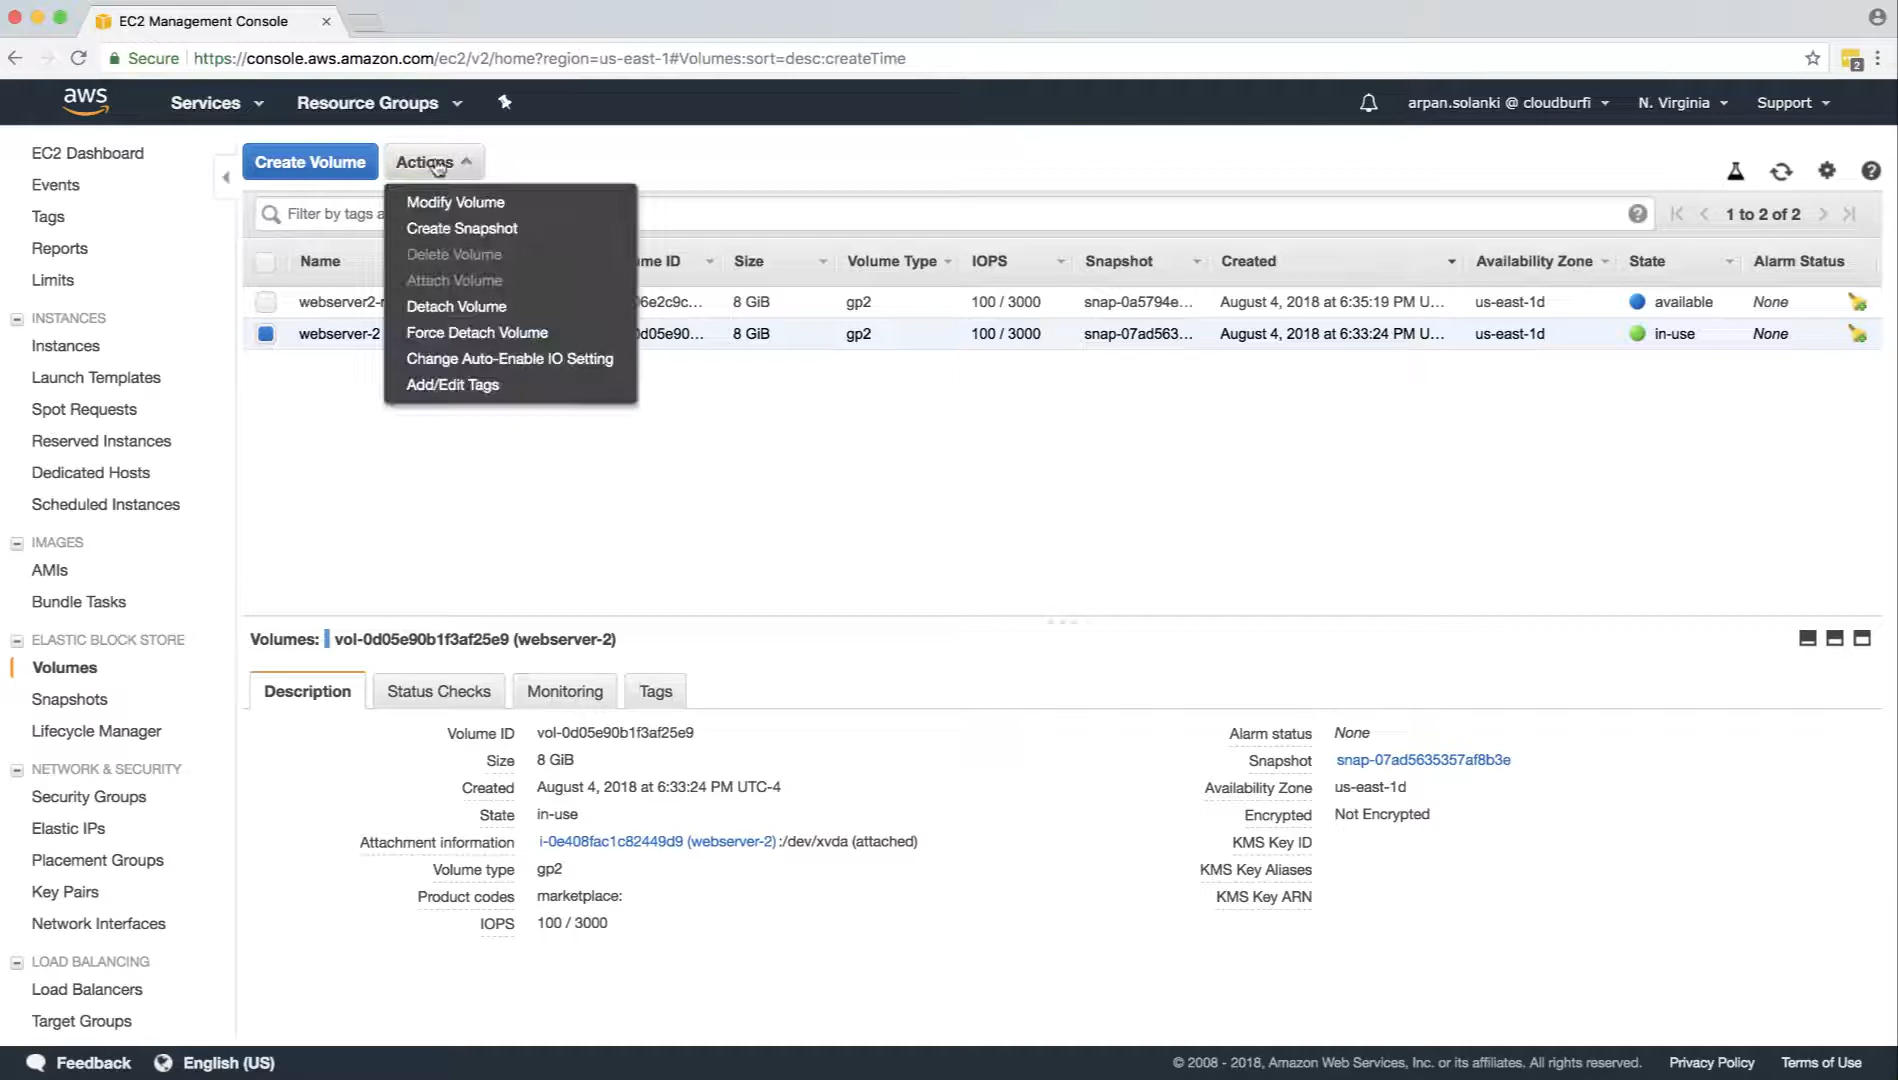 EC2 Management Console
Secure
https://console.aws.amazon.com/ec2/v2/home?region=us-east-1#Volumes:sort=desc:createTime
2
aws
Services
Resource Groups
arpan.solanki @ cloudburfi
N. Virginia
Support
EC2 Dashboard
Events
Tags
Reports
Limits
INSTANCES
Instances
Launch Templates
Spot Requests
Reserved Instances
Dedicated Hosts
Scheduled Instances
IMAGES
AMIs
Bundle Tasks
ELASTIC BLOCK STORE
Volumes
Snapshots
Lifecycle Manager
NETWORK & SECURITY
Security Groups
Elastic IPs
Placement Groups
Key Pairs
Network Interfaces
LOAD BALANCING
Load Balancers
Target Groups
Create Volume
Actions
Modify Volume
Create Snapshot
Delete Volume
Attach Volume
Detach Volume
Force Detach Volume
Change Auto-Enable IO Setting
Add/Edit Tags
Filter by tags a
1 to 2 of 2
Name me ID Size Volume Type IOPS Snapshot Created Availability Zone State Alarm Status
webserver2-r 06e2c9c... 8 GiB gp2 100 / 3000 snap-0a5794e... August 4, 2018 at 6:35:19 PM U... us-east-1d available None
webserver-2 0d05e90... 8 GiB gp2 100 / 3000 snap-07ad563... August 4, 2018 at 6:33:24 PM U... us-east-1d in-use None
Volumes: vol-0d05e90b1f3af25e9 (webserver-2)
Description
Status Checks
Monitoring
Tags
Volume ID vol-0d05e90b1f3af25e9
Size 8 GiB
Created August 4, 2018 at 6:33:24 PM UTC-4
State in-use
Attachment information i-0e408fac1c82449d9 (webserver-2):/dev/xvda (attached)
Volume type gp2
Product codes marketplace:
IOPS 100 / 3000
Alarm status None
Snapshot snap-07ad5635357af8b3e
Availability Zone us-east-1d
Encrypted Not Encrypted
KMS Key ID
KMS Key Aliases
KMS Key ARN
Feedback
English (US)
© 2008 - 2018, Amazon Web Services, Inc. or its affiliates. All rights reserved.
Privacy Policy
Terms of Use